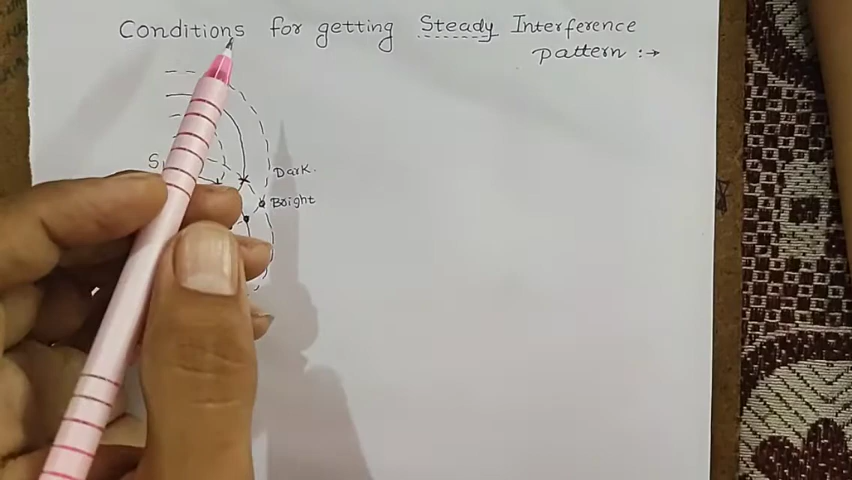 Conditions for getting Steady Interference
pattern :→
S
Dark.
Bright